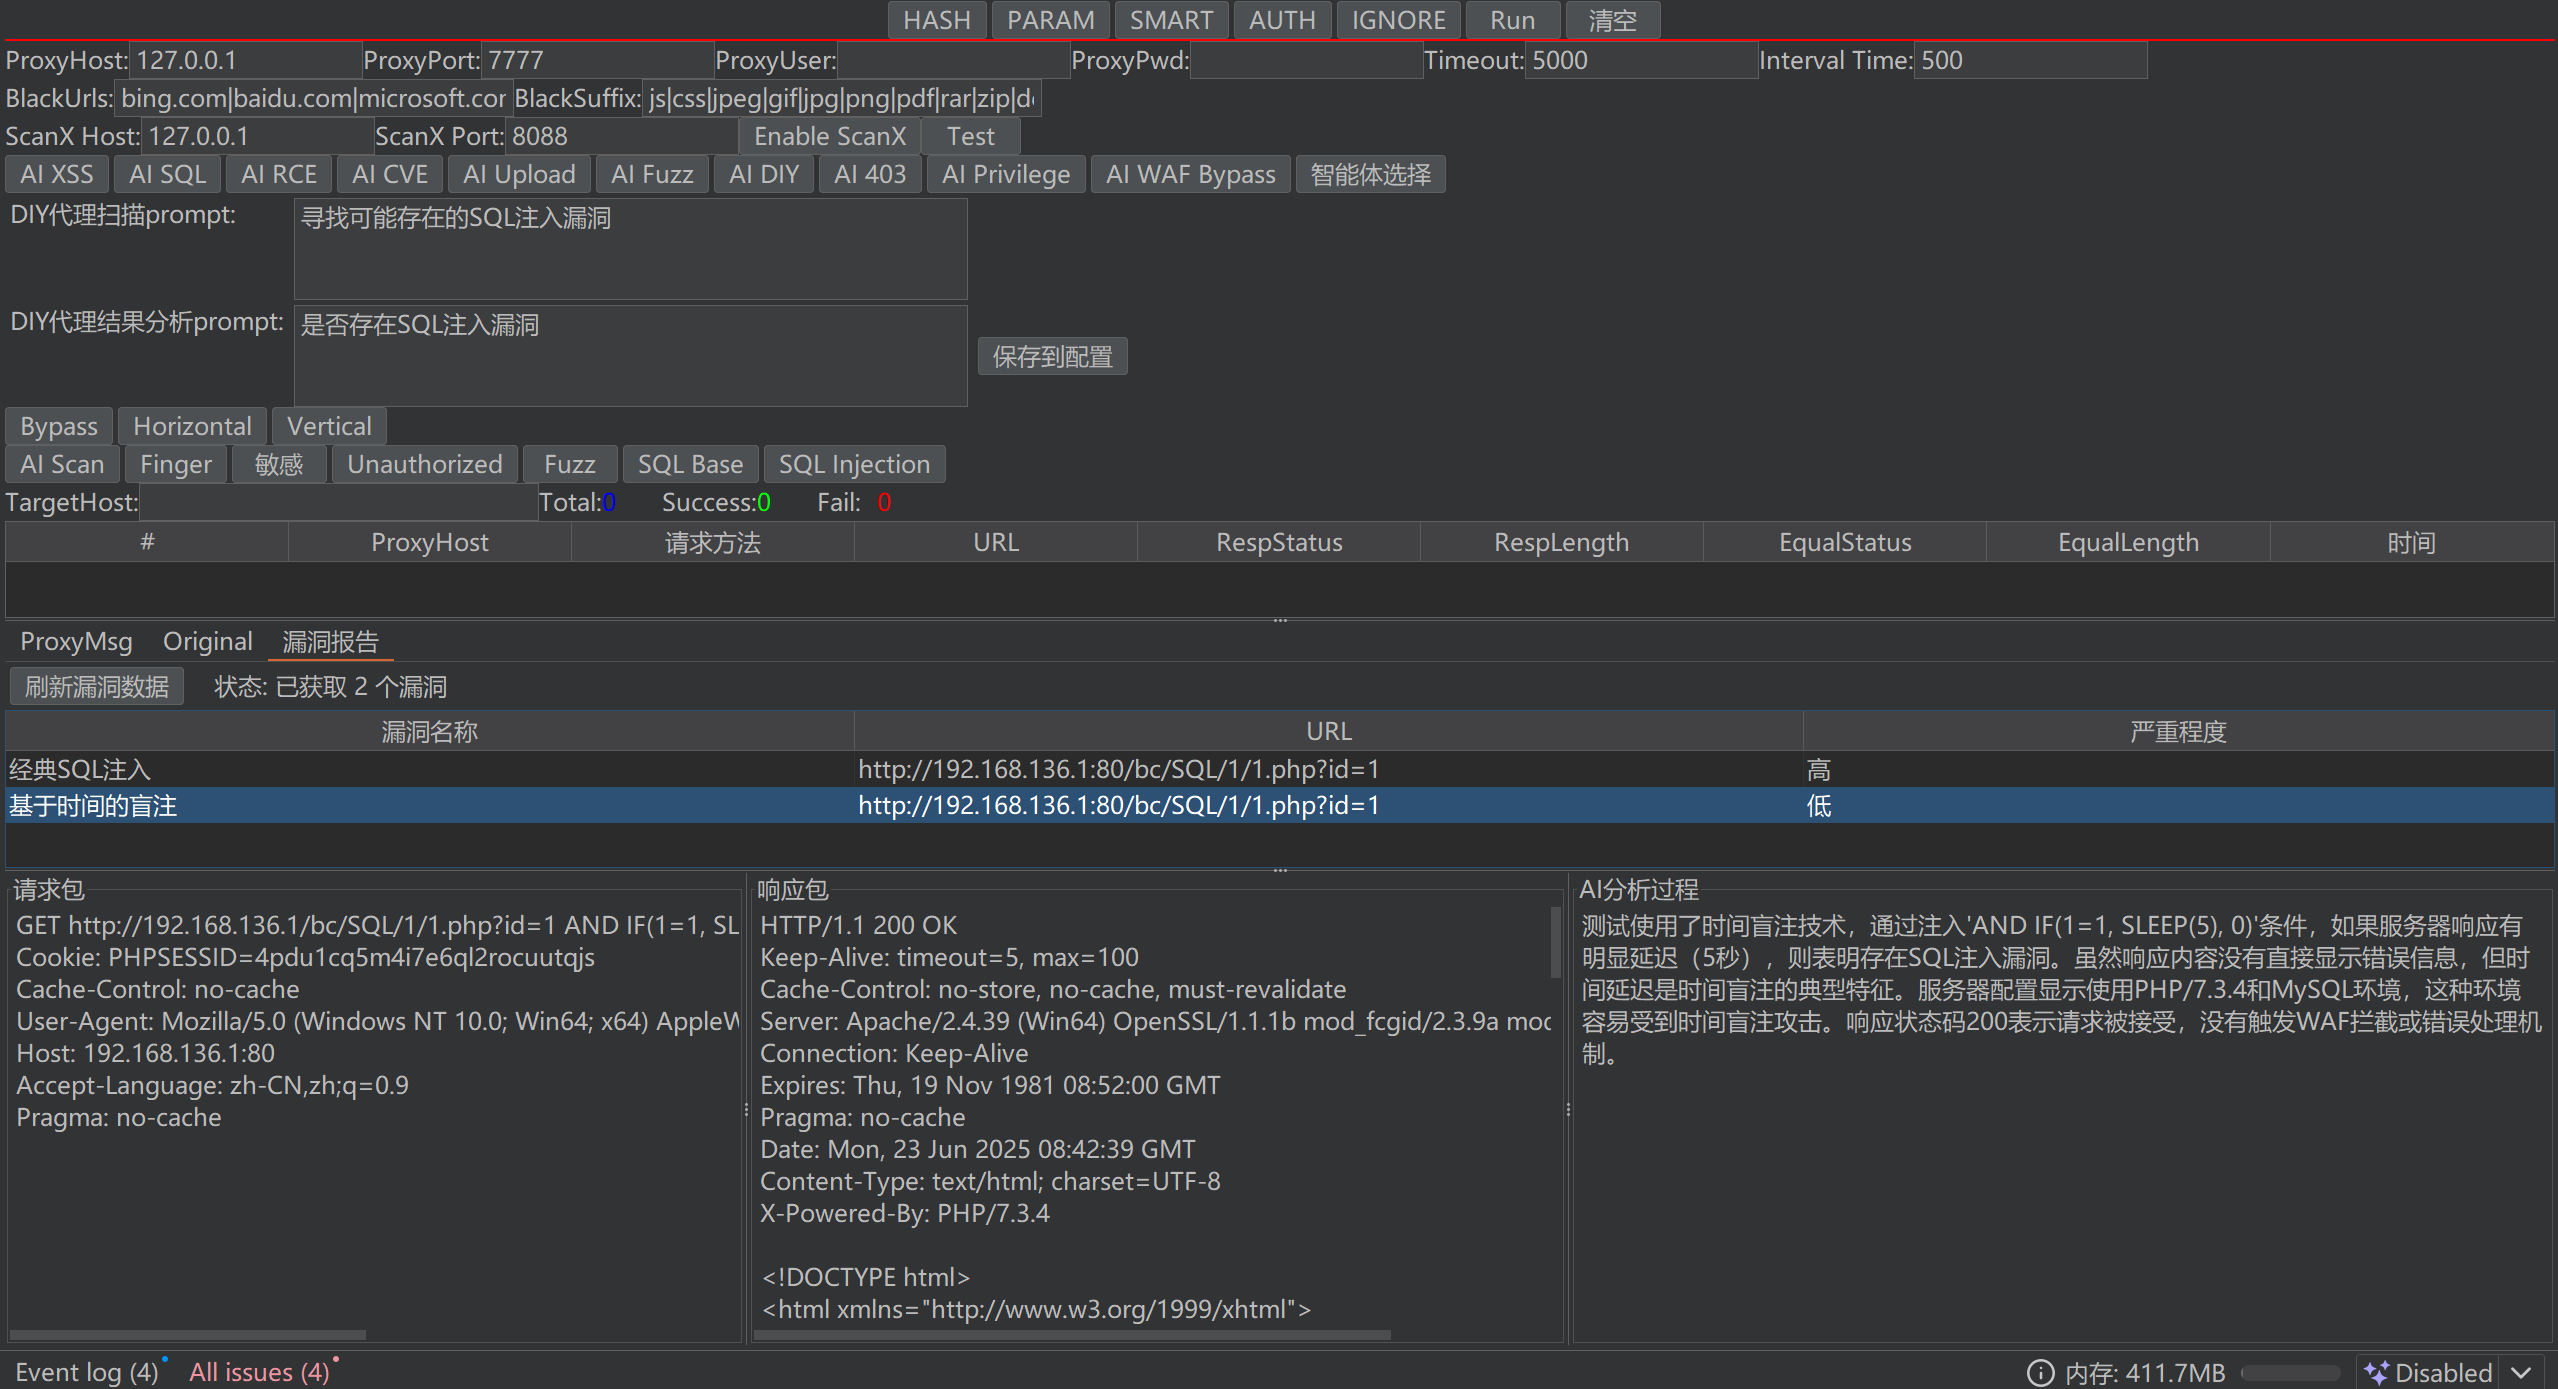 HASH PARAM SMART AUTH IGNORE Run 清空
ProxyHost: 127.0.0.1 ProxyPort: 7777 ProxyUser: ProxyPwd: Timeout: 5000 Interval Time: 500
BlackUrls: bing.com|baidu.com|microsoft.cor BlackSuffix: js|css|jpeg|gif|jpg|png|pdf|rar|zip|d
ScanX Host: 127.0.0.1 ScanX Port: 8088 Enable ScanX Test
AI XSS AI SQL AI RCE AI CVE AI Upload AI Fuzz AI DIY AI 403 AI Privilege AI WAF Bypass 智能体选择
DIY代理扫描prompt: 寻找可能存在的SQL注入漏洞
DIY代理结果分析prompt: 是否存在SQL注入漏洞
保存到配置
Bypass Horizontal Vertical
AI Scan Finger 敏感 Unauthorized Fuzz SQL Base SQL Injection
TargetHost: Total:0 Success:0 Fail: 0
# ProxyHost 请求方法 URL RespStatus RespLength EqualStatus EqualLength 时间
ProxyMsg Original 漏洞报告
刷新漏洞数据 状态: 已获取 2 个漏洞
漏洞名称 URL 严重程度
经典SQL注入 http://192.168.136.1:80/bc/SQL/1/1.php?id=1 高
基于时间的盲注 http://192.168.136.1:80/bc/SQL/1/1.php?id=1 低
请求包
GET http://192.168.136.1/bc/SQL/1/1.php?id=1 AND IF(1=1, SL
Cookie: PHPSESSID=4pdu1cq5m4i7e6ql2rocuutqjs
Cache-Control: no-cache
User-Agent: Mozilla/5.0 (Windows NT 10.0; Win64; x64) AppleW
Host: 192.168.136.1:80
Accept-Language: zh-CN,zh;q=0.9
Pragma: no-cache
响应包
HTTP/1.1 200 OK
Keep-Alive: timeout=5, max=100
Cache-Control: no-store, no-cache, must-revalidate
Server: Apache/2.4.39 (Win64) OpenSSL/1.1.1b mod_fcgid/2.3.9a moc
Connection: Keep-Alive
Expires: Thu, 19 Nov 1981 08:52:00 GMT
Pragma: no-cache
Date: Mon, 23 Jun 2025 08:42:39 GMT
Content-Type: text/html; charset=UTF-8
X-Powered-By: PHP/7.3.4
<!DOCTYPE html>
<html xmlns="http://www.w3.org/1999/xhtml">
AI分析过程
测试使用了时间盲注技术，通过注入'AND IF(1=1, SLEEP(5), 0)'条件，如果服务器响应有
明显延迟（5秒），则表明存在SQL注入漏洞。虽然响应内容没有直接显示错误信息，但时
间延迟是时间盲注的典型特征。服务器配置显示使用PHP/7.3.4和MySQL环境，这种环境
容易受到时间盲注攻击。响应状态码200表示请求被接受，没有触发WAF拦截或错误处理机
制。
Event log (4) All issues (4) 内存: 411.7MB Disabled